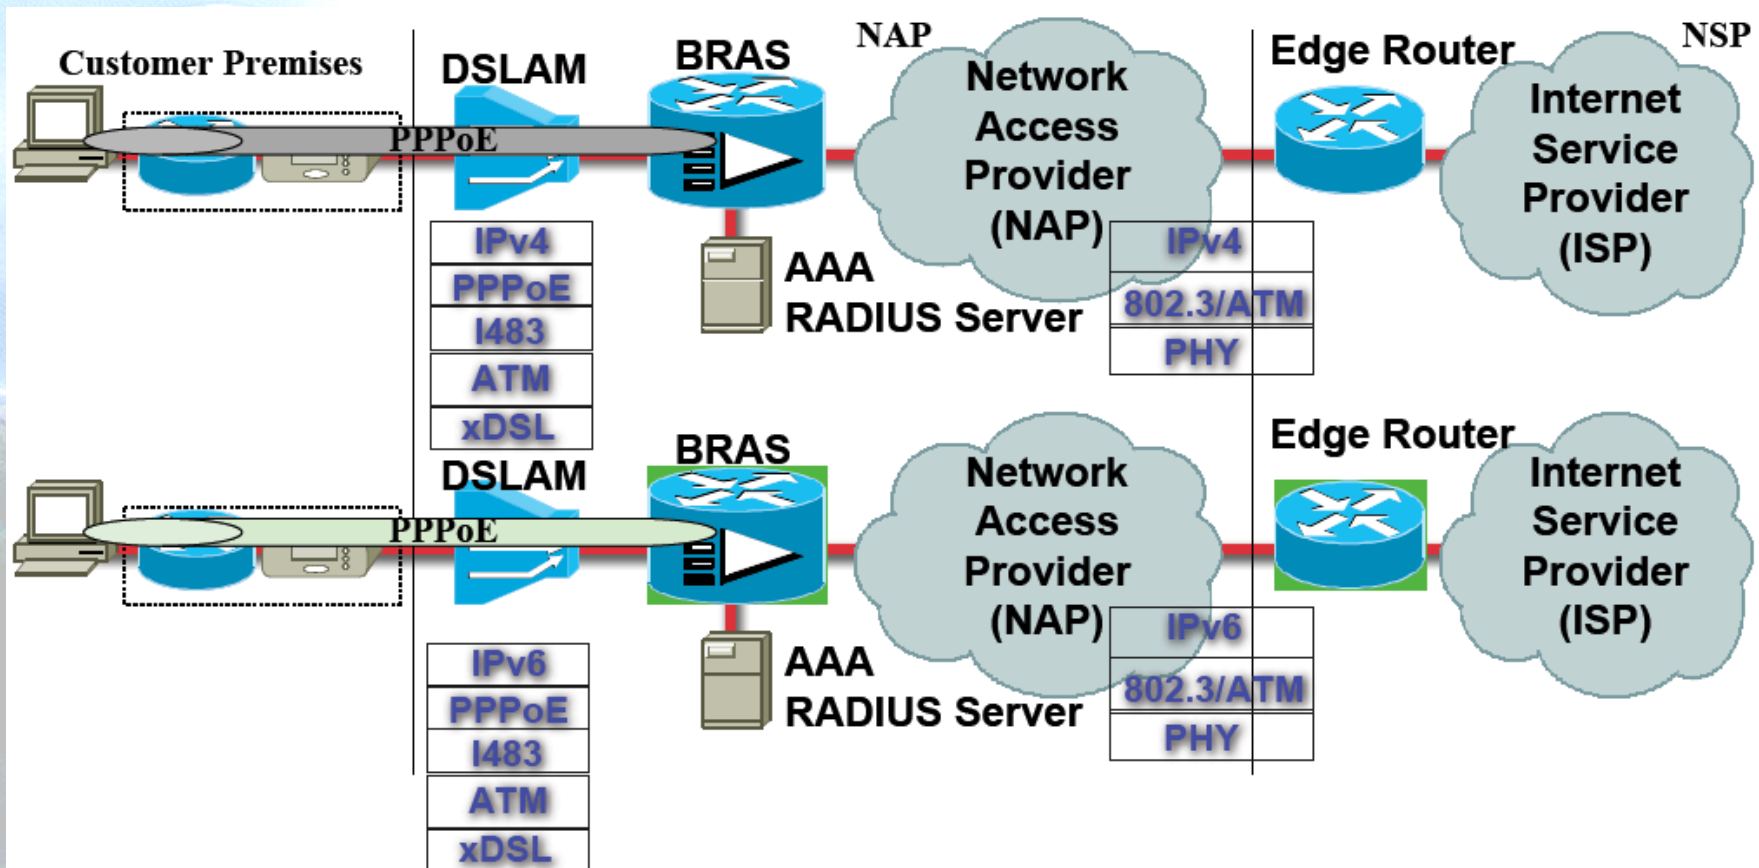 Customer Premises
DSLAM
BRAS
NAP
Network
Access
Provider
(NAP)
Edge Router
NSP
Internet
Service
Provider
(ISP)
PPPoE
AAA
RADIUS Server
IPv4
PPPoE
I483
ATM
xDSL
IPv4
802.3/ATM
PHY
DSLAM
BRAS
Network
Access
Provider
(NAP)
Edge Router
Internet
Service
Provider
(ISP)
PPPoE
AAA
RADIUS Server
IPv6
PPPoE
I483
ATM
xDSL
IPv6
802.3/ATM
PHY